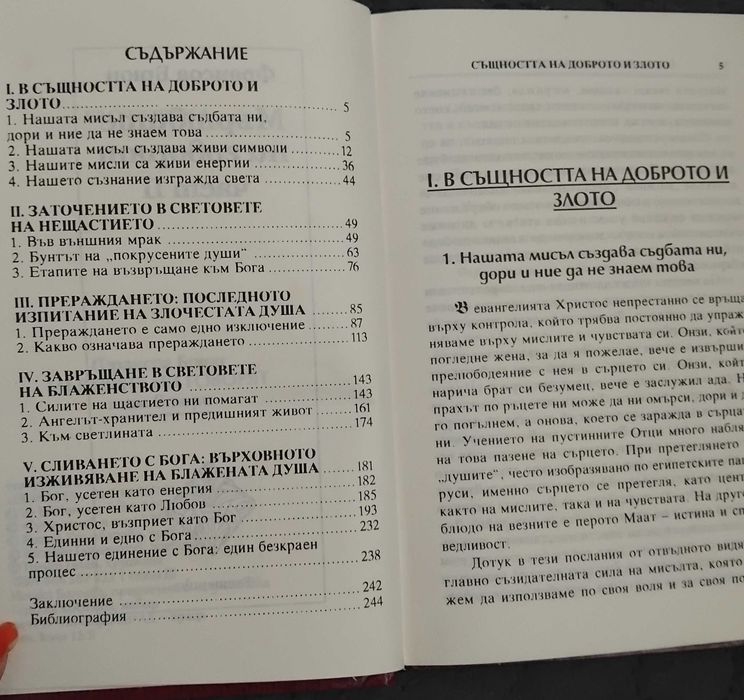 СЪДЪРЖАНИЕ
I. В СЪЩНОСТТА НА ДОБРОТО И
ЗЛОТО 5
1. Нашата мисъл създава съдбата ни,
дори и ние да не знаем това 5
2. Нашата мисъл създава живи символи 12
3. Нашите мисли са живи енергии 36
4. Нашето съзнание изгражда света 44
II. ЗАТОЧЕНИЕТО В СВЕТОВЕТЕ
НА НЕЩАСТИЕТО 49
1. Във външния мрак 49
2. Бунтът на „покрусените души“ 63
3. Етапите на възвръщане към Бога 76
III. ПРЕРАЖДАНЕТО: ПОСЛЕДНОТО
ИЗПИТАНИЕ НА ЗЛОЧЕСТАТА ДУША 85
1. Прераждането е само едно изключение 87
2. Какво означава прераждането 113
IV. ЗАВРЪЩАНЕ В СВЕТОВЕТЕ
НА БЛАЖЕНСТВОТО 143
1. Силите на щастието ни помагат 143
2. Ангелът-хранител и предишният живот 161
3. Към светлината 174
V. СЛИВАНЕТО С БОГА: ВЪРХОВНОТО
ИЗЖИВЯВАНЕ НА БЛАЖЕНАТА ДУША 181
1. Бог, усетен като енергия 182
2. Бог, усетен като Любов 185
3. Христос, възприет като Бог 193
4. Единни и едно с Бога 232
5. Нашето единение с Бога: един безкраен
процес 238
Заключение 242
Библиография 244
СЪЩНОСТТА НА ДОБРОТО И ЗЛОТО 5
I. В СЪЩНОСТТА НА ДОБРОТО И
ЗЛОТО
1. Нашата мисъл създава съдбата ни,
дори и ние да не знаем това
В евангелията Христос непрестанно се връща
върху контрола, който трябва постоянно да упраж-
няваме върху мислите и чувствата си. Онзи, който
погледне жена, за да я пожелае, вече е извърши
прелюбодеяние с нея в сърцето си. Онзи, който
нарича брат си безумец, вече е заслужил ада. Н
прахът по ръцете ни може да ни омърси, дори и д
го погълнем, а онова, което се заражда в сърца
ни. Учението на пустинните Отци много набля
на това пазене на сърцето. При претеглянето
„душите“, често изобразявано по египетските пап
руси, именно сърцето се претегля, като цент
както на мислите, така и на чувствата. На друго
блюдо на везните е перото Маат – истина и сп
ведливост.
Дотук в тези послания от отвъдното видя
главно съзидателната сила на мисълта, която
жем да използваме по своя воля и за своя по